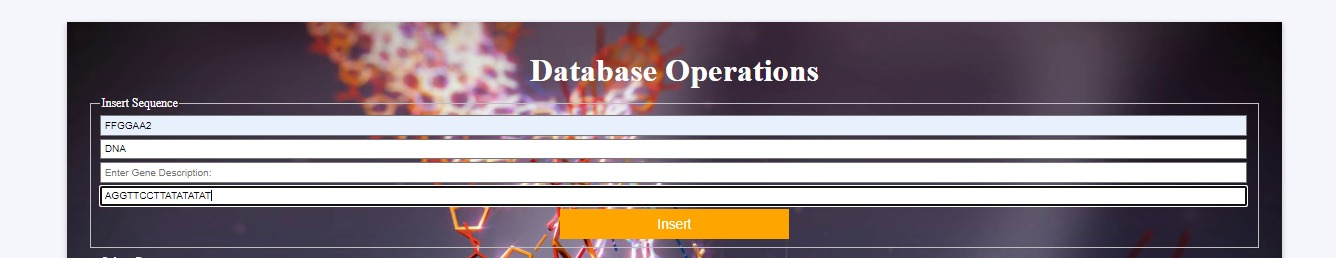 Database Operations
Insert Sequence
FFGGAA2
DNA
Enter Gene Description:
AGGTTCCTTATATATAT
Insert